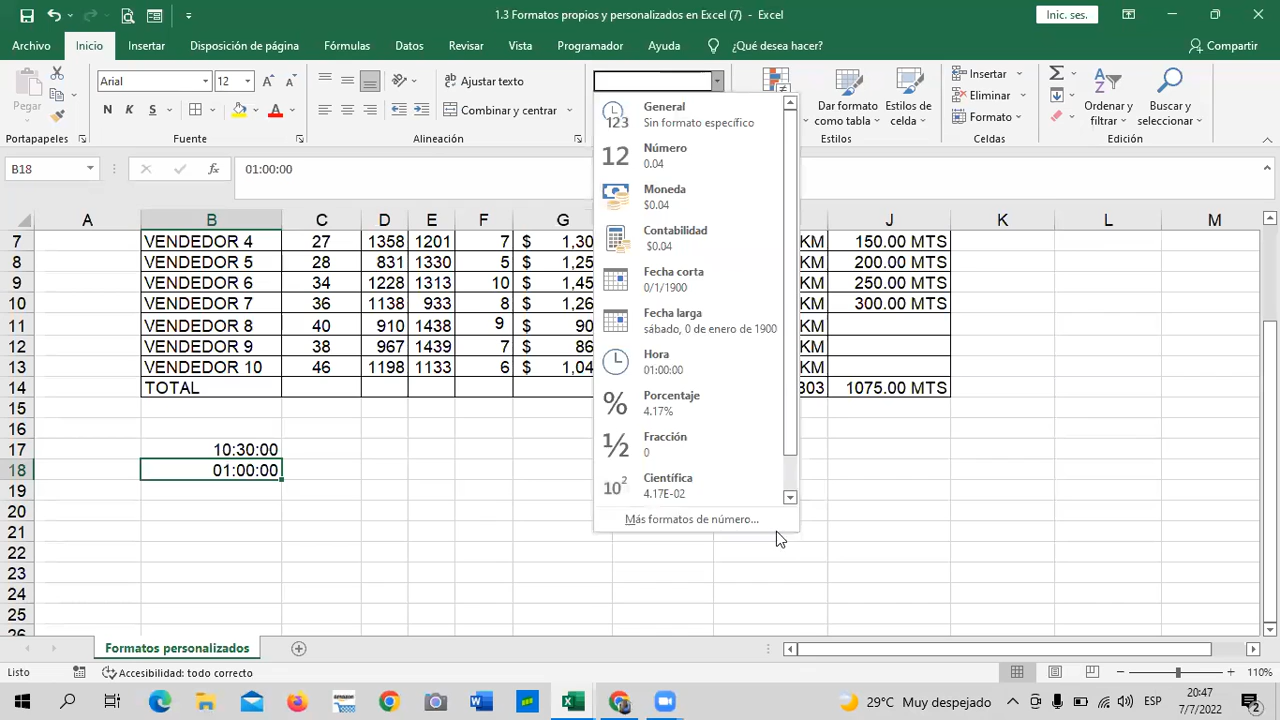 1.3 Formatos propios y personalizados en Excel (7) - Excel
Inic. ses.
Archivo Inicio Insertar Disposición de página Fórmulas Datos Revisar Vista Programador Ayuda ¿Qué desea hacer? Compartir
Pegar
Arial 12
N K S
Ajustar texto
Combinar y centrar
Dar formato
como tabla
Estilos de
celda
Insertar
Eliminar
Formato
Ordenar y
filtrar
Buscar y
seleccionar
Portapapeles Fuente Alineación Estilos Celdas Edición
B18 fx 01:00:00
General
Sin formato específico
Número
0.04
Moneda
$0.04
Contabilidad
$0.04
Fecha corta
0/1/1900
Fecha larga
sábado, 0 de enero de 1900
Hora
01:00:00
Porcentaje
4.17%
Fracción
0
Científica
4.17E-02
Más formatos de número...
A B C D E F G J K L M
7 VENDEDOR 4 27 1358 1201 7 $ 1,30 KM 150.00 MTS
8 VENDEDOR 5 28 831 1330 5 $ 1,25 KM 200.00 MTS
9 VENDEDOR 6 34 1228 1313 10 $ 1,45 KM 250.00 MTS
10 VENDEDOR 7 36 1138 933 8 $ 1,26 KM 300.00 MTS
11 VENDEDOR 8 40 910 1438 9 $ 90 KM
12 VENDEDOR 9 38 967 1439 7 $ 86 KM
13 VENDEDOR 10 46 1198 1133 6 $ 1,04 KM
14 TOTAL 303 1075.00 MTS
15
16
17 10:30:00
18 01:00:00
19
20
21
22
23
24
25
26
Formatos personalizados
Listo Accesibilidad: todo correcto 110%
29°C Muy despejado ESP 20:47
7/7/2022 2